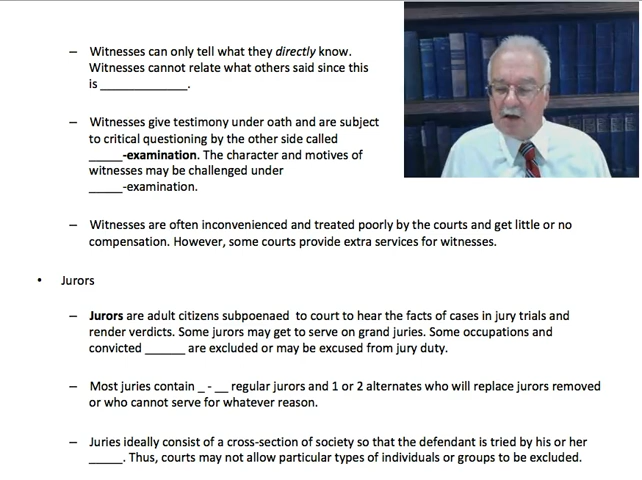 – Witnesses can only tell what they directly know.
Witnesses cannot relate what others said since this
is _____________.
– Witnesses give testimony under oath and are subject
to critical questioning by the other side called
_____-examination. The character and motives of
witnesses may be challenged under
_____-examination.
– Witnesses are often inconvenienced and treated poorly by the courts and get little or no
compensation. However, some courts provide extra services for witnesses.
• Jurors
– Jurors are adult citizens subpoenaed to court to hear the facts of cases in jury trials and
render verdicts. Some jurors may get to serve on grand juries. Some occupations and
convicted ______ are excluded or may be excused from jury duty.
– Most juries contain _ - __ regular jurors and 1 or 2 alternates who will replace jurors removed
or who cannot serve for whatever reason.
– Juries ideally consist of a cross-section of society so that the defendant is tried by his or her
_____. Thus, courts may not allow particular types of individuals or groups to be excluded.